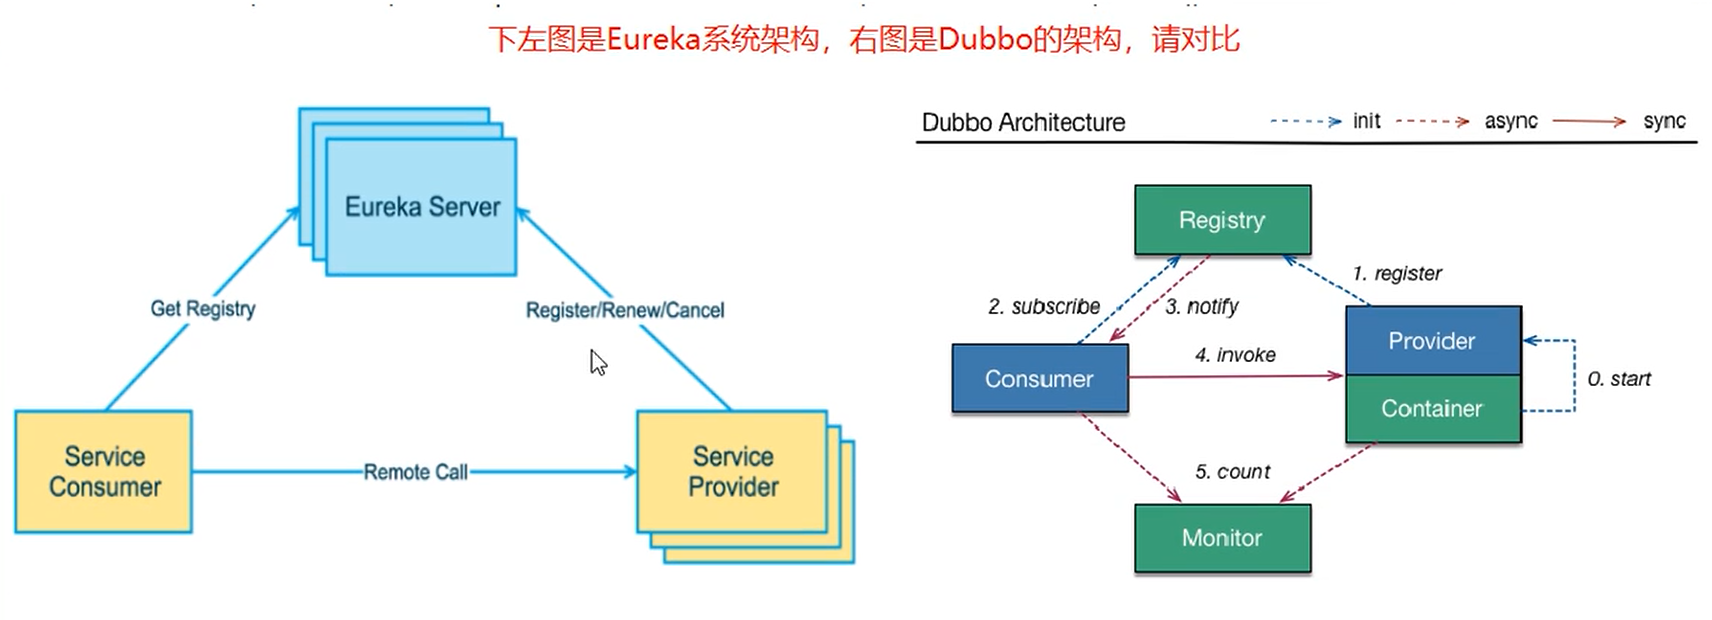 下左图是Eureka系统架构，右图是Dubbo的架构，请对比
Eureka Server
Get Registry
Register/Renew/Cancel
Service
Consumer
Remote Call
Service
Provider
Dubbo Architecture
init
async
sync
Registry
1. register
2. subscribe
3. notify
Provider
4. invoke
Consumer
0. start
Container
5. count
Monitor